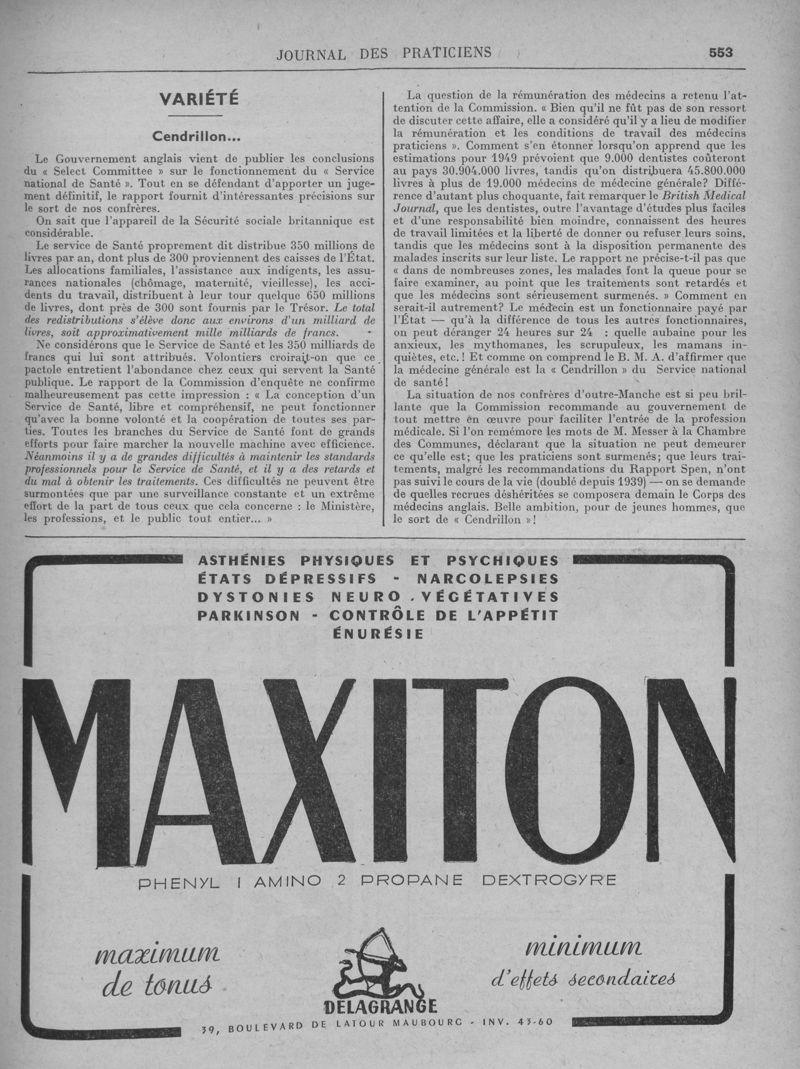 JOURNAL DES PRATICIENS
553
VARIÉTÉ
Cendrillon...
Le Gouvernement anglais vient de publier les conclusions
du « Select Committee » sur le fonctionnement du « Service
national de Santé ». Tout en se défendant d'apporter un juge-
ment définitif, le rapport fournit d'intéressantes précisions sur
le sort de nos confrères.
On sait que l'appareil de la Sécurité sociale britannique est
considérable.
Le service de Santé proprement dit distribue 350 millions de
livres par an, dont plus de 300 proviennent des caisses de l'État.
Les allocations familiales, l'assistance aux indigents, les assu-
rances nationales (chômage, maternité, vieillesse), les acci-
dents du travail, distribuent à leur tour quelque 650 millions
de livres, dont près de 300 sont fournis par le Trésor. Le total
des redistributions s'élève donc aux environs d'un milliard de
livres, soit approximativement mille milliards de francs.
Ne considérons que le Service de Santé et les 350 milliards de
francs qui lui sont attribués. Volontiers croirait-on que ce
pactole entretient l'abondance chez ceux qui servent la Santé
publique. Le rapport de la Commission d'enquête ne confirme
malheureusement pas cette impression : « La conception d'un
Service de Santé, libre et compréhensif, ne peut fonctionner
qu'avec la bonne volonté et la coopération de toutes ses par-
ties. Toutes les branches du Service de Santé font de grands
efforts pour faire marcher la nouvelle machine avec efficience.
Néanmoins il y a de grandes difficultés à maintenir les standards
professionnels pour le Service de Santé, et il y a des retards et
du mal à obtenir les traitements. Ces difficultés ne peuvent être
surmontées que par une surveillance constante et un extrême
effort de la part de tous ceux que cela concerne : le Ministère,
les professions, et le public tout entier... »
La question de la rémunération des médecins a retenu l'at-
tention de la Commission. « Bien qu'il ne fût pas de son ressort
de discuter cette affaire, elle a considéré qu'il y a lieu de modifier
la rémunération et les conditions de travail des médecins
praticiens ». Comment s'en étonner lorsqu'on apprend que les
estimations pour 1949 prévoient que 9.000 dentistes coûteront
au pays 30.904.000 livres, tandis qu'on distribuera 45.800.000
livres à plus de 19.000 médecins de médecine générale? Diffé-
rence d'autant plus choquante, fait remarquer le British Medical
Journal, que les dentistes, outre l'avantage d'études plus faciles
et d'une responsabilité bien moindre, connaissent des heures
de travail limitées et la liberté de donner ou refuser leurs soins,
tandis que les médecins sont à la disposition permanente des
malades inscrits sur leur liste. Le rapport ne précise-t-il pas que
« dans de nombreuses zones, les malades font la queue pour se
faire examiner, au point que les traitements sont retardés et
que les médecins sont sérieusement surmenés. » Comment en
serait-il autrement? Le médecin est un fonctionnaire payé par
l'État — qu'à la différence de tous les autres fonctionnaires,
on peut déranger 24 heures sur 24 : quelle aubaine pour les
anxieux, les mythomanes, les scrupuleux, les mamans in-
quiètes, etc.! Et comme on comprend le B. M. A. d'affirmer que
la médecine générale est la « Cendrillon » du Service national
de santé!
La situation de nos confrères d'outre-Manche est si peu bril-
lante que la Commission recommande au gouvernement de
tout mettre en œuvre pour faciliter l'entrée de la profession
médicale. Si l'on remémore les mots de M. Messer à la Chambre
des Communes, déclarant que la situation ne peut demeurer
ce qu'elle est; que les praticiens sont surmenés; que leurs trai-
tements, malgré les recommandations du Rapport Spen, n'ont
pas suivi le cours de la vie (doublé depuis 1939) — on se demande
de quelles recrues déshéritées se composera demain le Corps des
médecins anglais. Belle ambition, pour de jeunes hommes, que
le sort de « Cendrillon »!
ASTHÉNIES PHYSIQUES ET PSYCHIQUES
ÉTATS DÉPRESSIFS - NARCOLEPSIES
DYSTONIES NEURO-VÉGÉTATIVES
PARKINSON - CONTRÔLE DE L'APPÉTIT
ÉNURÉSIE
MAXITON
PHENYL 1 AMINO 2 PROPANE DEXTROGYRE
maximum
de tonus
minimum
d'effets secondaires
DELAGRANGE
39, BOULEVARD DE LATOUR MAUBOURG - INV. 43-60